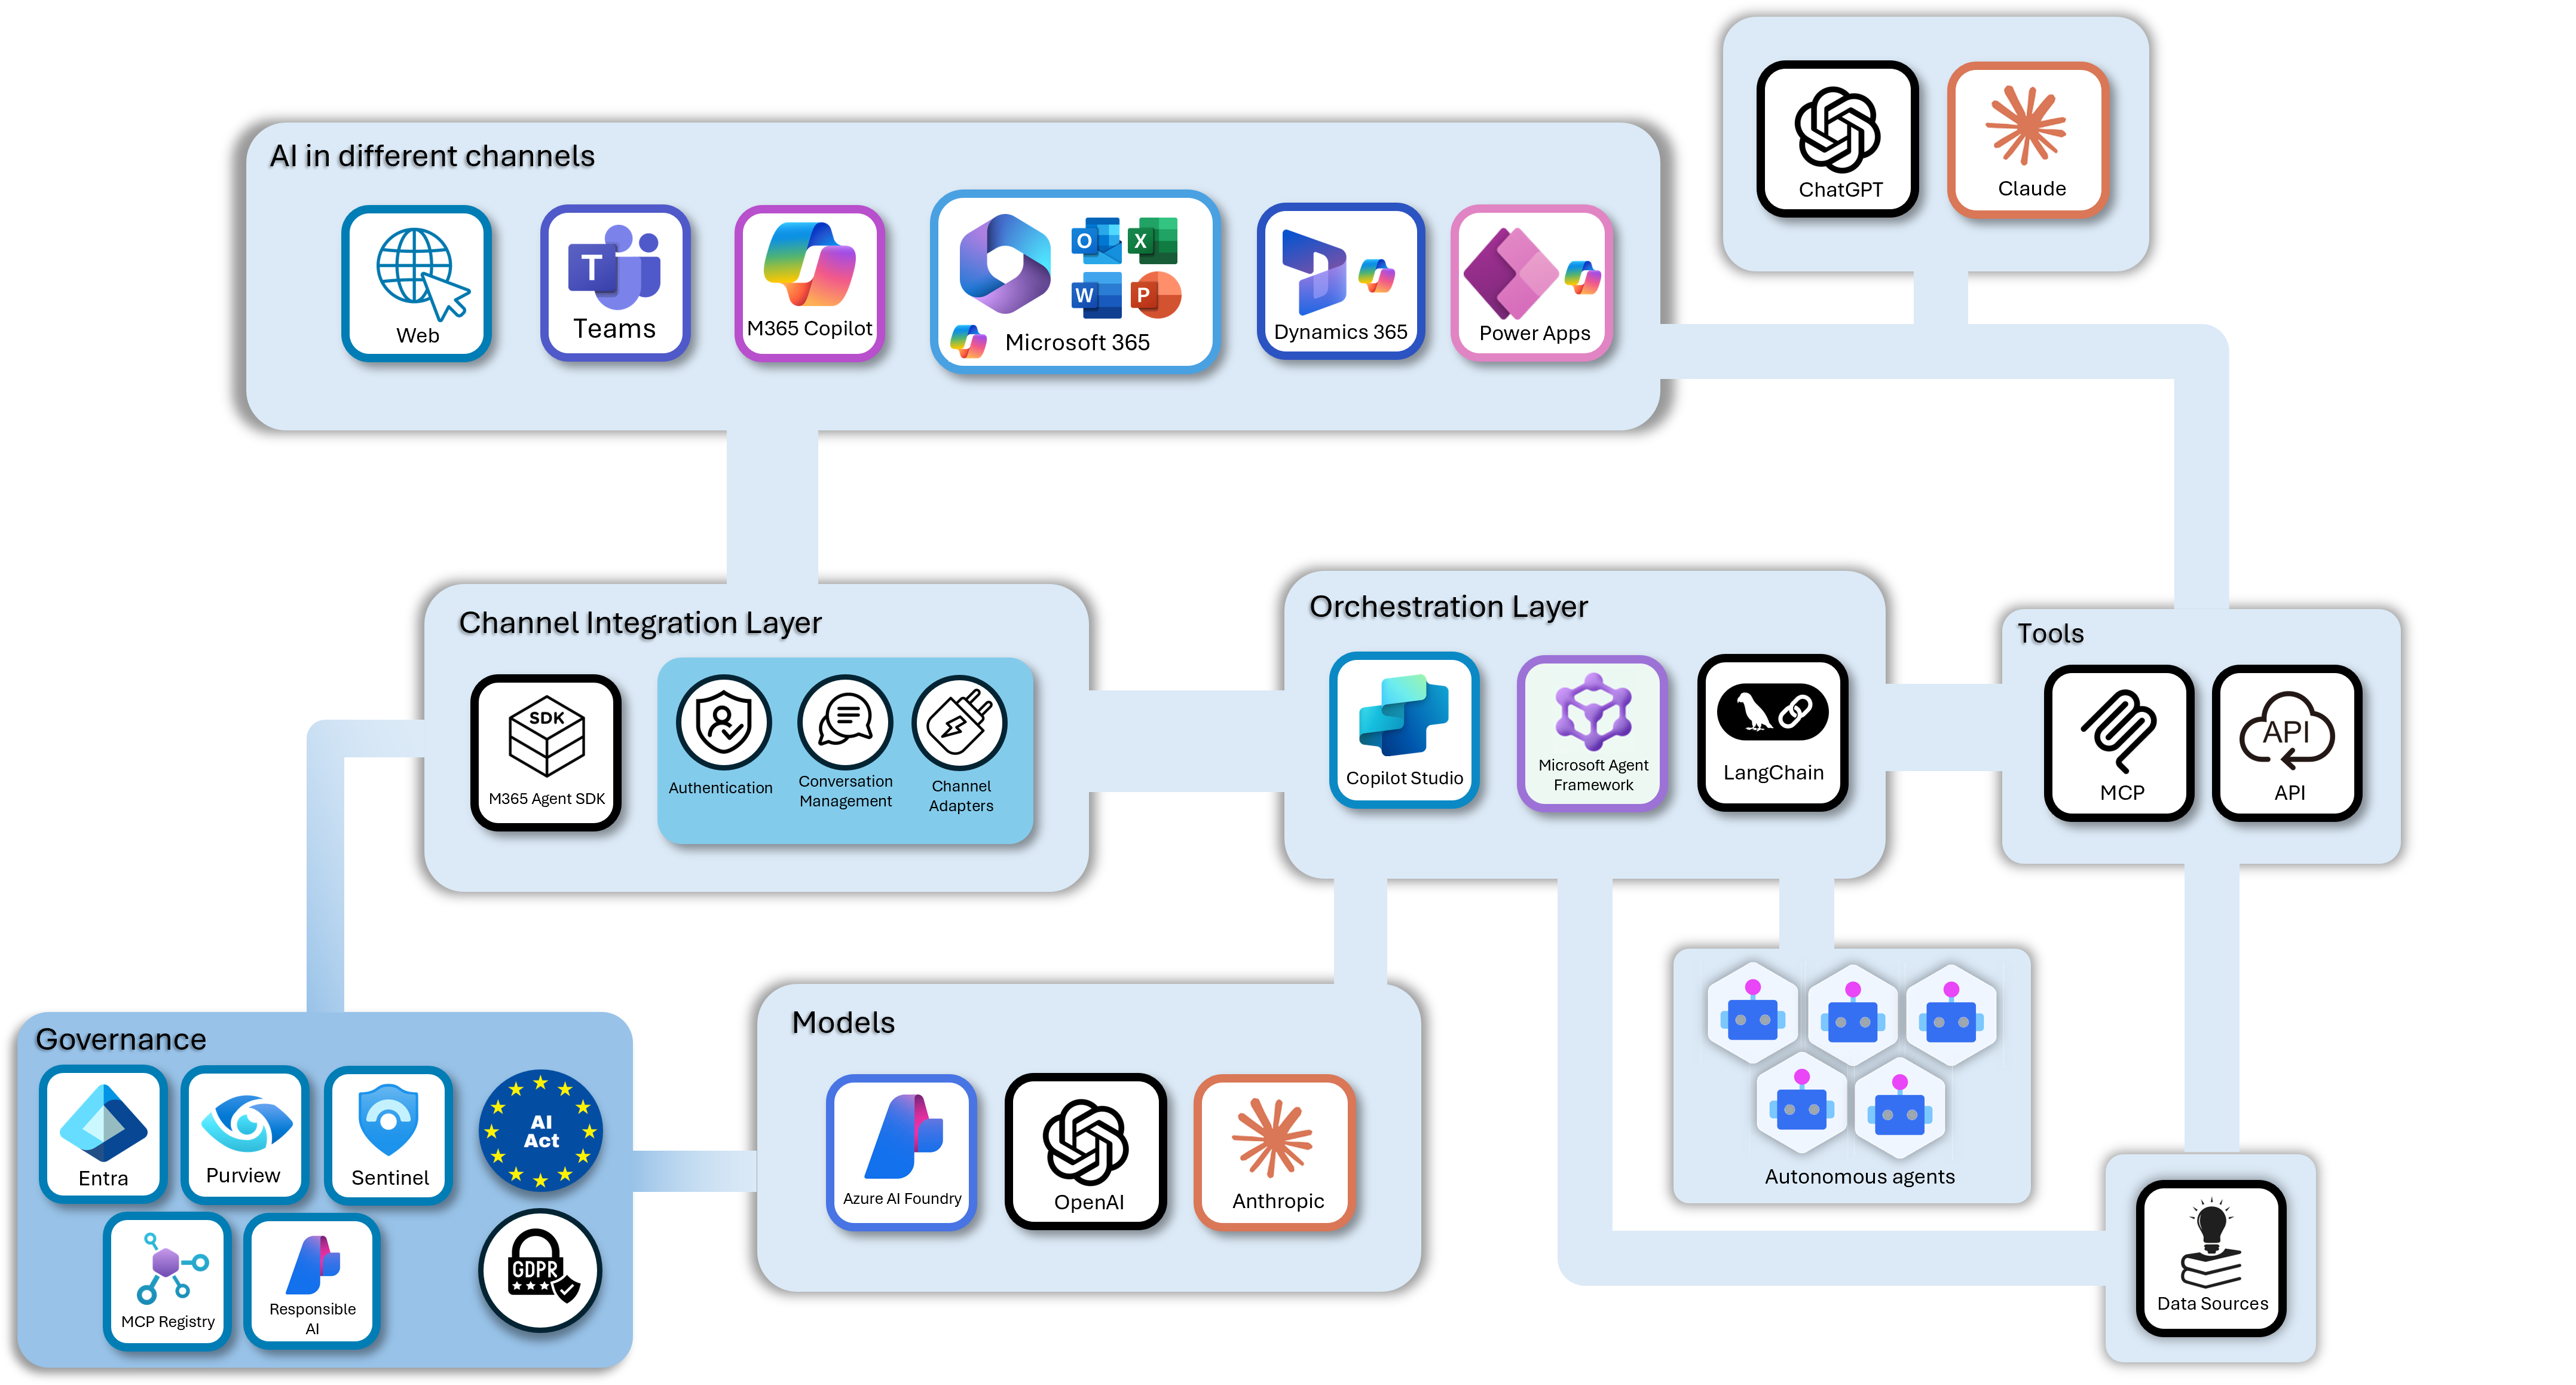 ChatGPT
Claude
AI in different channels
Web
T
Teams
M365 Copilot
O
X
W
P
Microsoft 365
Dynamics 365
Power Apps
Channel Integration Layer
SDK
M365 Agent SDK
Authentication
Conversation
Management
Channel
Adapters
Orchestration Layer
Copilot Studio
Microsoft Agent
Framework
LangChain
Tools
MCP
API
API
Governance
Entra
Purview
Sentinel
AI
Act
MCP Registry
Responsible
AI
GDPR
Models
Azure AI Foundry
OpenAI
Anthropic
Autonomous agents
Data Sources